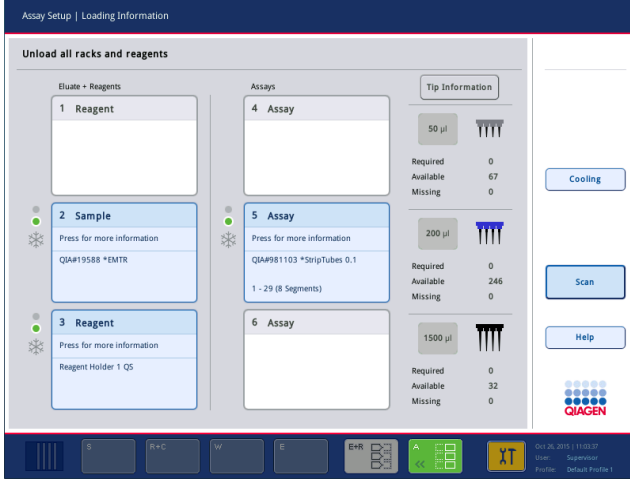 Assay Setup | Loading Information
Unload all racks and reagents
Eluate + Reagents
Assays
Tip Information
1 Reagent
4 Assay
50 µl
Required 0
Available 67
Missing 0
Cooling
2 Sample
Press for more information
QIA#19588 *EMTR
5 Assay
Press for more information
QIA#981103 *StripTubes 0.1
1 - 29 (8 Segments)
200 µl
Required 0
Available 246
Missing 0
Scan
3 Reagent
Press for more information
Reagent Holder 1 QS
6 Assay
1500 µl
Required 0
Available 32
Missing 0
Help
QIAGEN
S
R+C
W
E
E+R
A
Oct 26, 2015 | 11:03:37
User: Supervisor
Profile: Default Profile 1